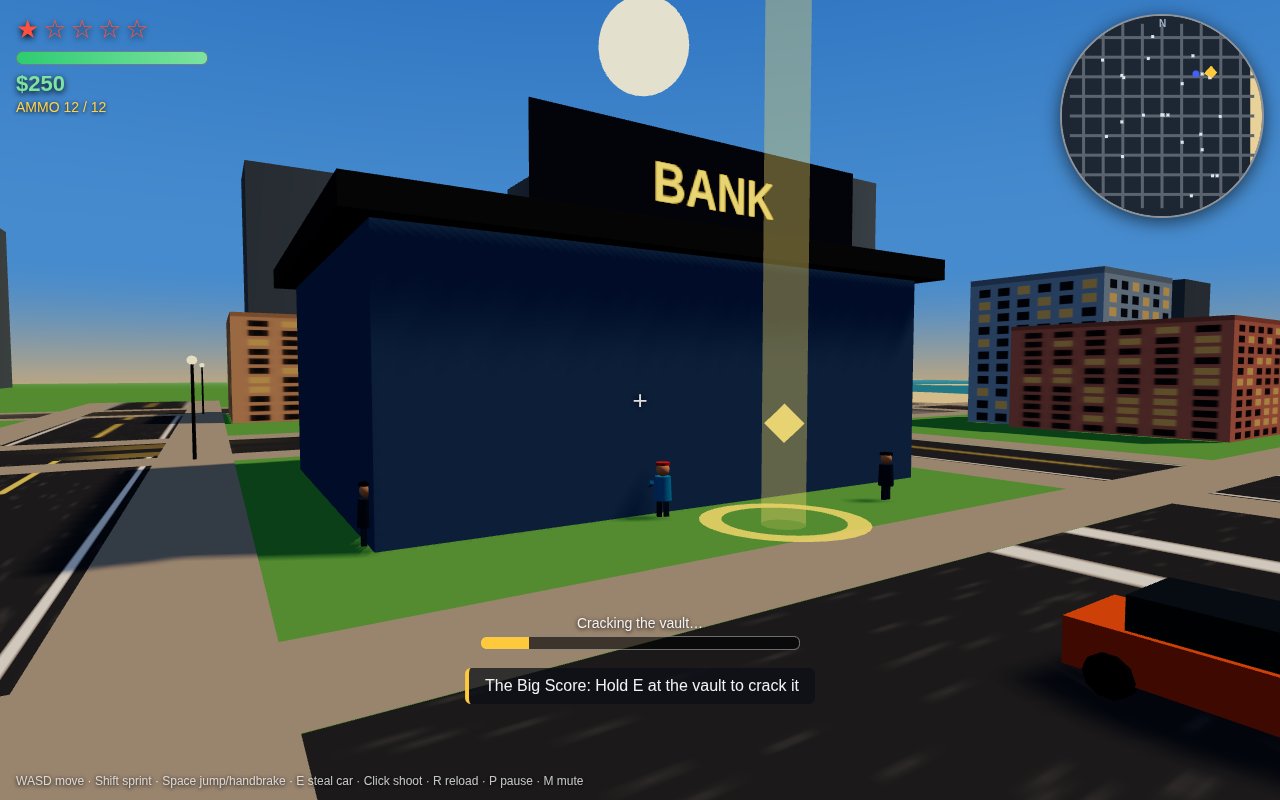 $250
AMMO 12 / 12
N
BANK
Cracking the vault…
The Big Score: Hold E at the vault to crack it
WASD move · Shift sprint · Space jump/handbrake · E steal car · Click shoot · R reload · P pause · M mute